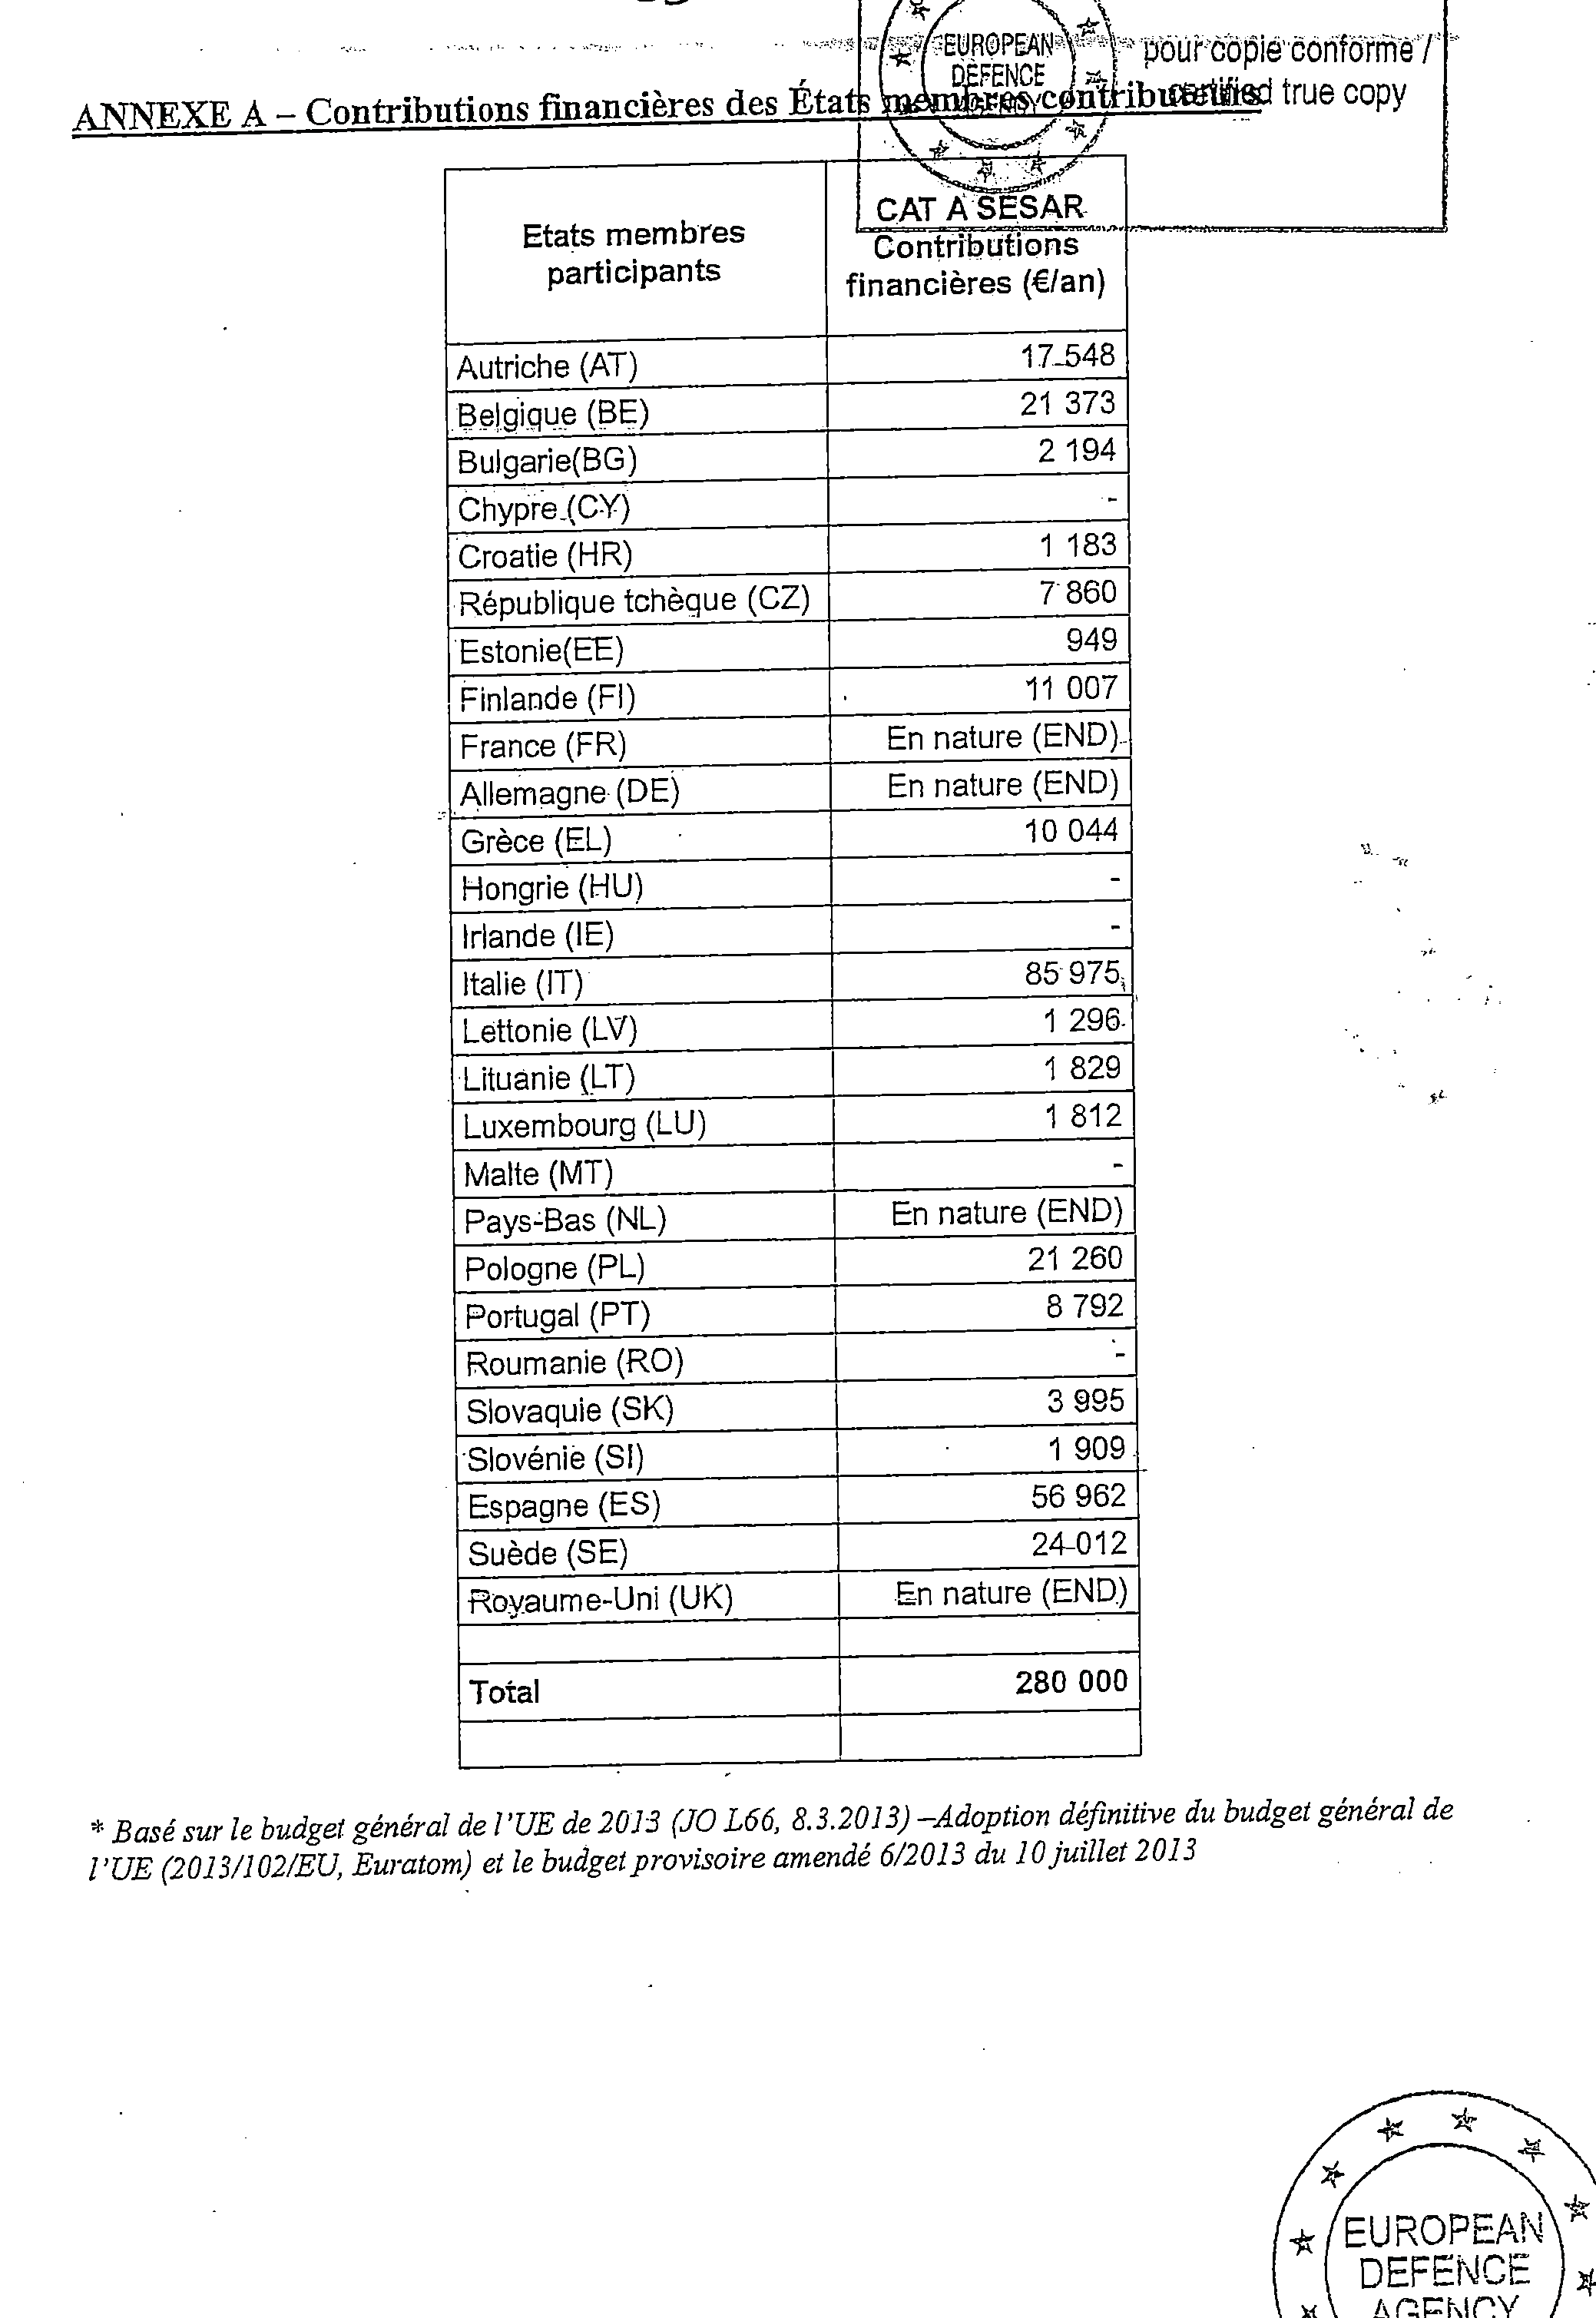 EUROPEAN
DEFENCE
AGENCY
pour copie conforme /
certified true copy
ANNEXE A – Contributions financières des États membres contributeurs
Etats membres
participants
CAT A SESAR
Contributions
financières (€/an)
Autriche (AT) 17 548
Belgique (BE) 21 373
Bulgarie(BG) 2 194
Chypre (CY) -
Croatie (HR) 1 183
République tchèque (CZ) 7 860
Estonie(EE) 949
Finlande (FI) 11 007
France (FR) En nature (END)
Allemagne (DE) En nature (END)
Grèce (EL) 10 044
Hongrie (HU) -
Irlande (IE) -
Italie (IT) 85 975
Lettonie (LV) 1 296
Lituanie (LT) 1 829
Luxembourg (LU) 1 812
Malte (MT) -
Pays-Bas (NL) En nature (END)
Pologne (PL) 21 260
Portugal (PT) 8 792
Roumanie (RO) -
Slovaquie (SK) 3 995
Slovénie (SI) 1 909
Espagne (ES) 56 962
Suède (SE) 24 012
Royaume-Uni (UK) En nature (END)
Total 280 000
* Basé sur le budget général de l'UE de 2013 (JO L66, 8.3.2013) –Adoption définitive du budget général de
l'UE (2013/102/EU, Euratom) et le budget provisoire amendé 6/2013 du 10 juillet 2013
EUROPEAN
DEFENCE
AGENCY